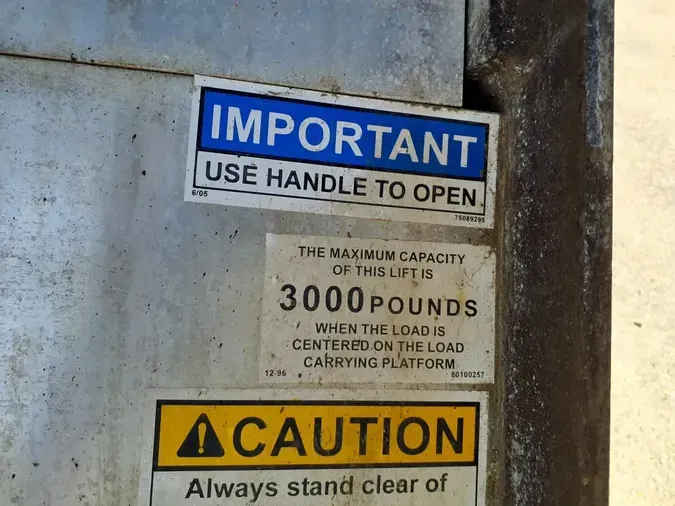 IMPORTANT
USE HANDLE TO OPEN
6/05 75089295
THE MAXIMUM CAPACITY
OF THIS LIFT IS
3000 POUNDS
WHEN THE LOAD IS
CENTERED ON THE LOAD
CARRYING PLATFORM
12-96 80100257
CAUTION
Always stand clear of